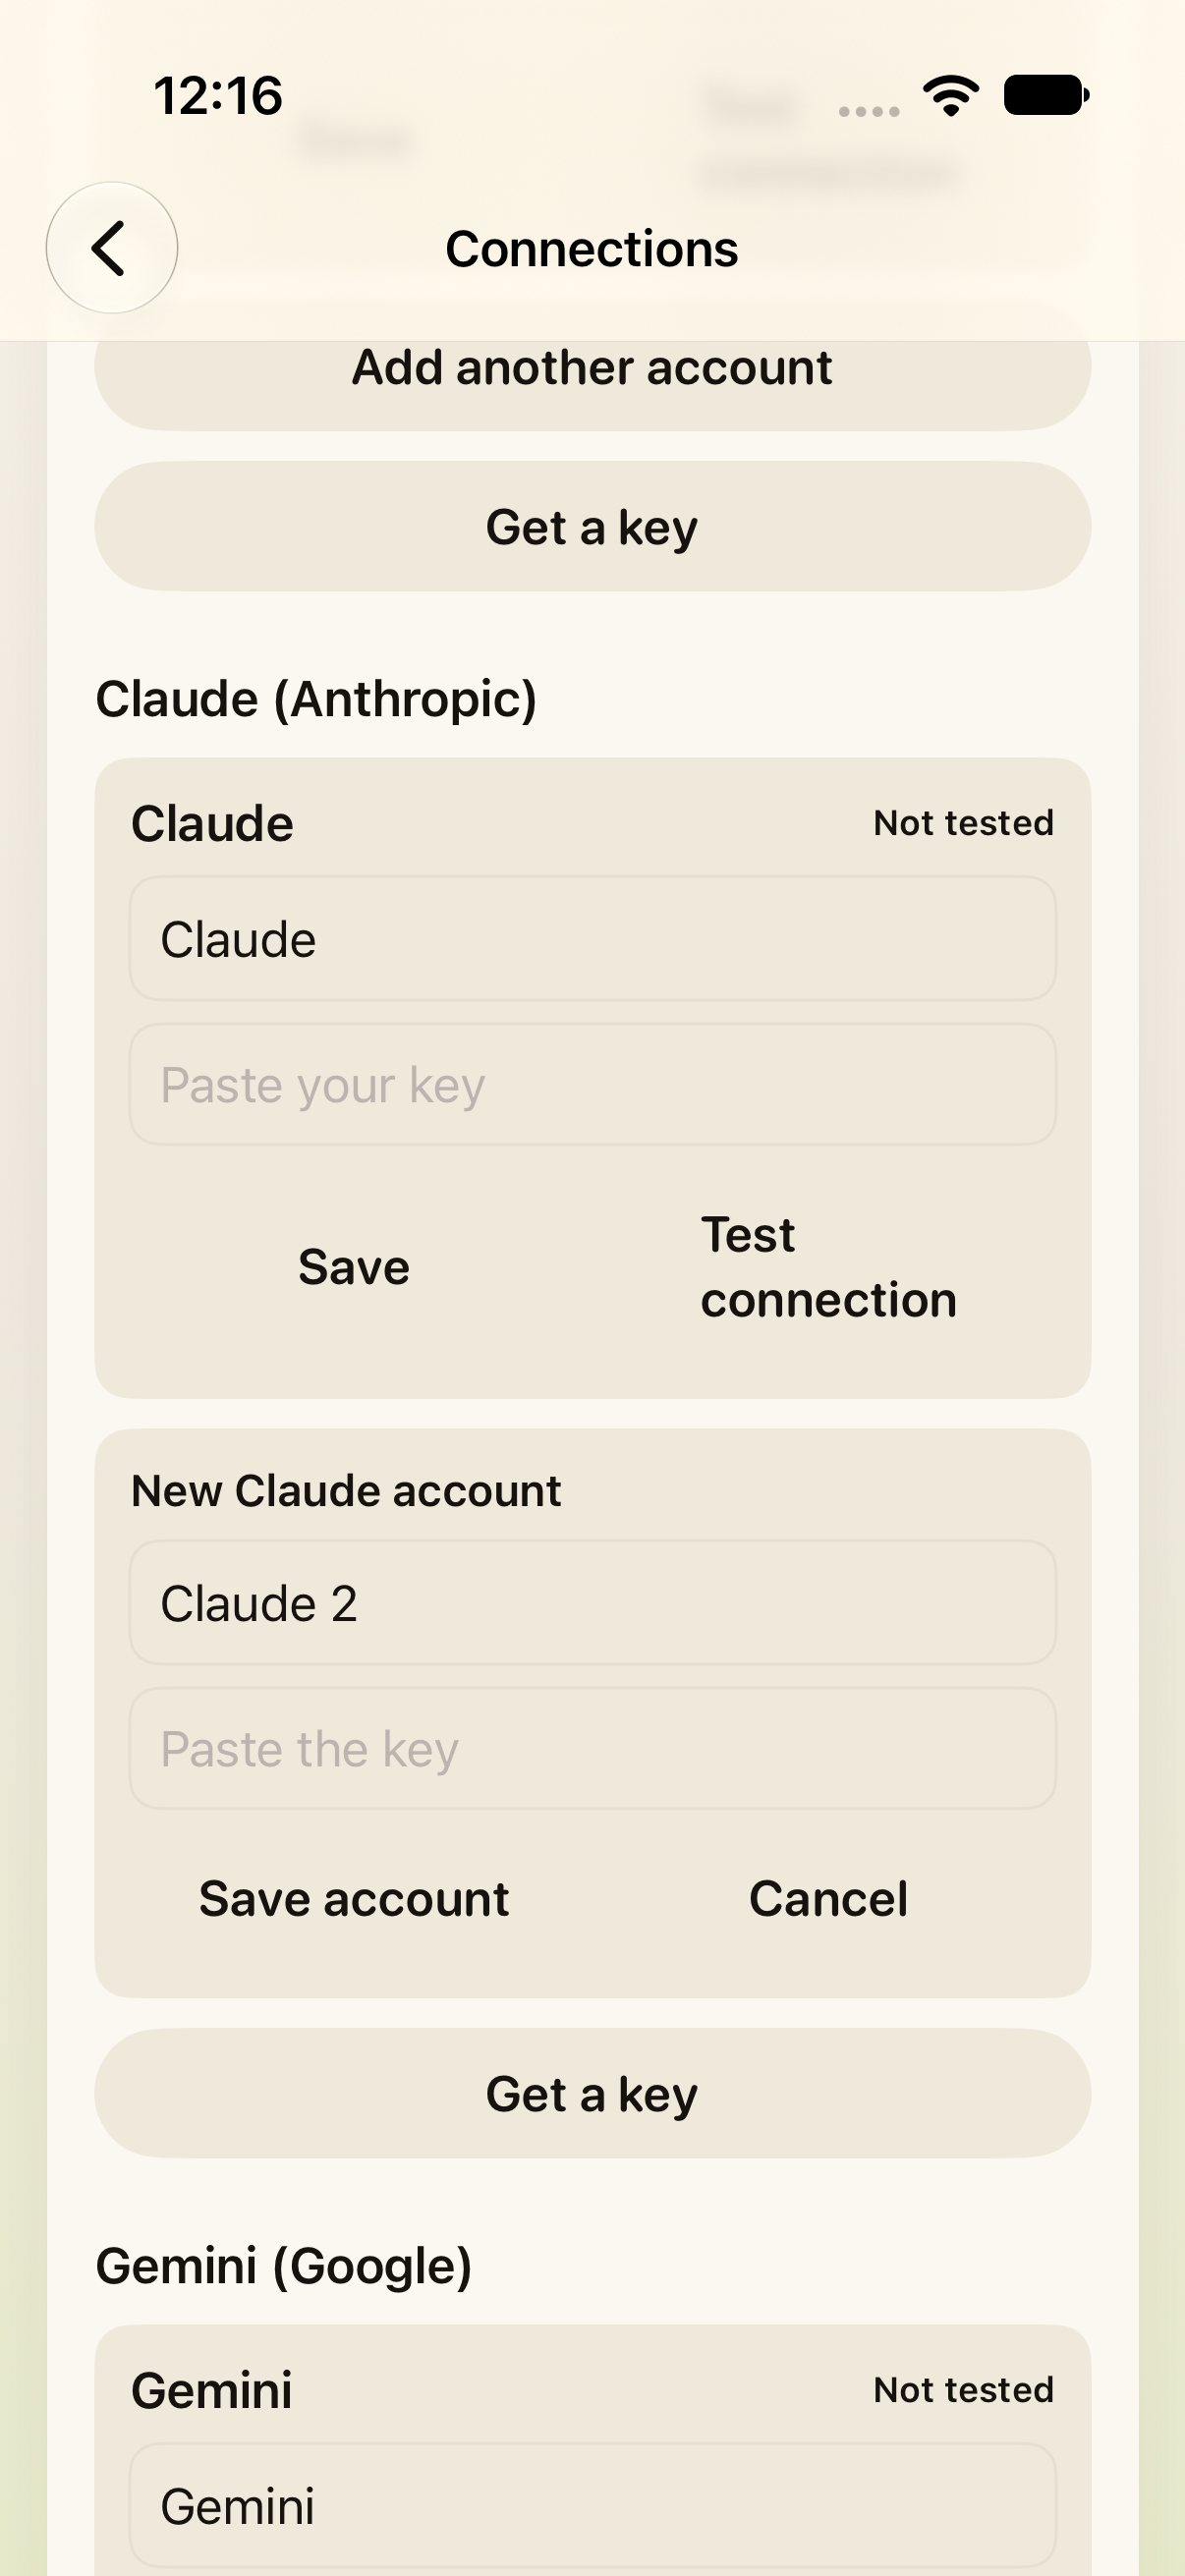 12:16
Connections
Add another account
Get a key
Claude (Anthropic)
Claude
Not tested
Claude
Paste your key
Save
Test
connection
New Claude account
Claude 2
Paste the key
Save account
Cancel
Get a key
Gemini (Google)
Gemini
Not tested
Gemini